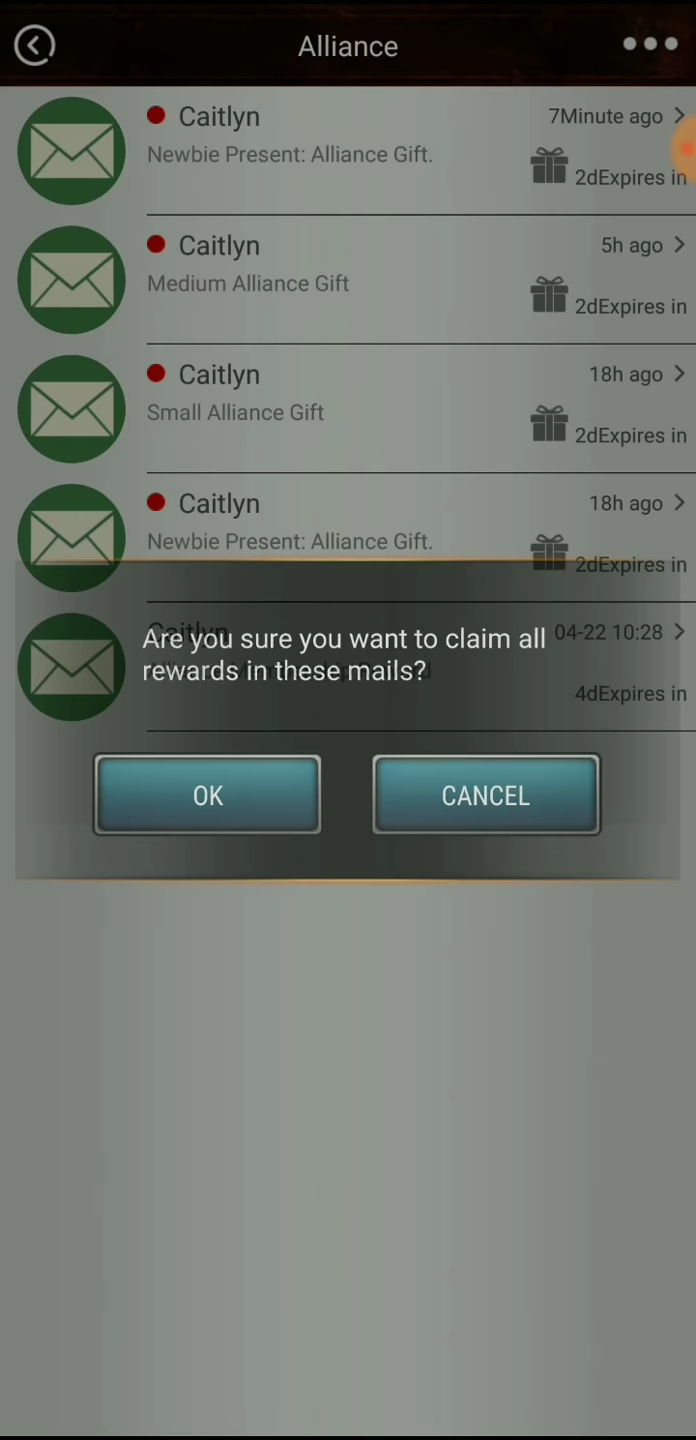 Alliance
Caitlyn
7Minute ago
Newbie Present: Alliance Gift.
2dExpires in
Caitlyn
5h ago
Medium Alliance Gift
2dExpires in
Caitlyn
18h ago
Small Alliance Gift
2dExpires in
Caitlyn
18h ago
Newbie Present: Alliance Gift.
2dExpires in
Caitlyn
04-22 10:28
4dExpires in
Are you sure you want to claim all
rewards in these mails?
OK
CANCEL